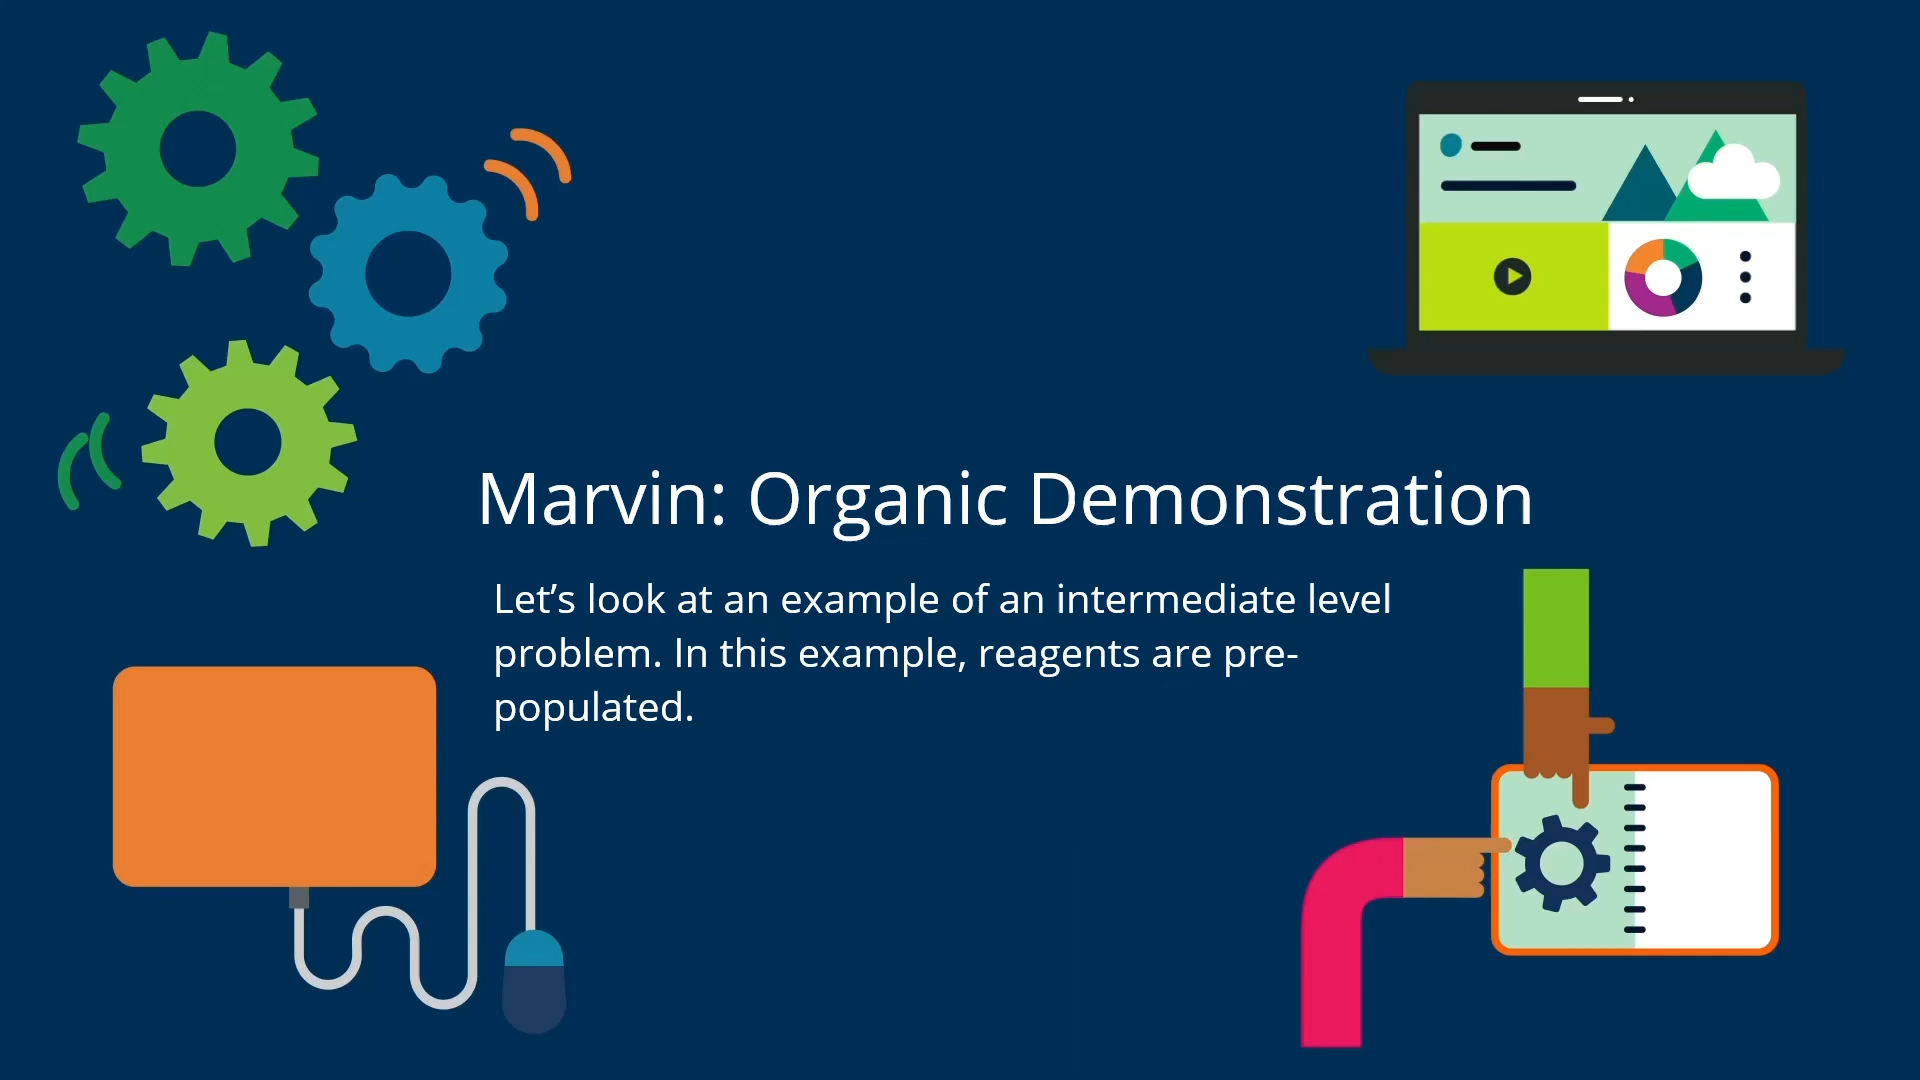 Marvin: Organic Demonstration
Let’s look at an example of an intermediate level
problem. In this example, reagents are pre-
populated.